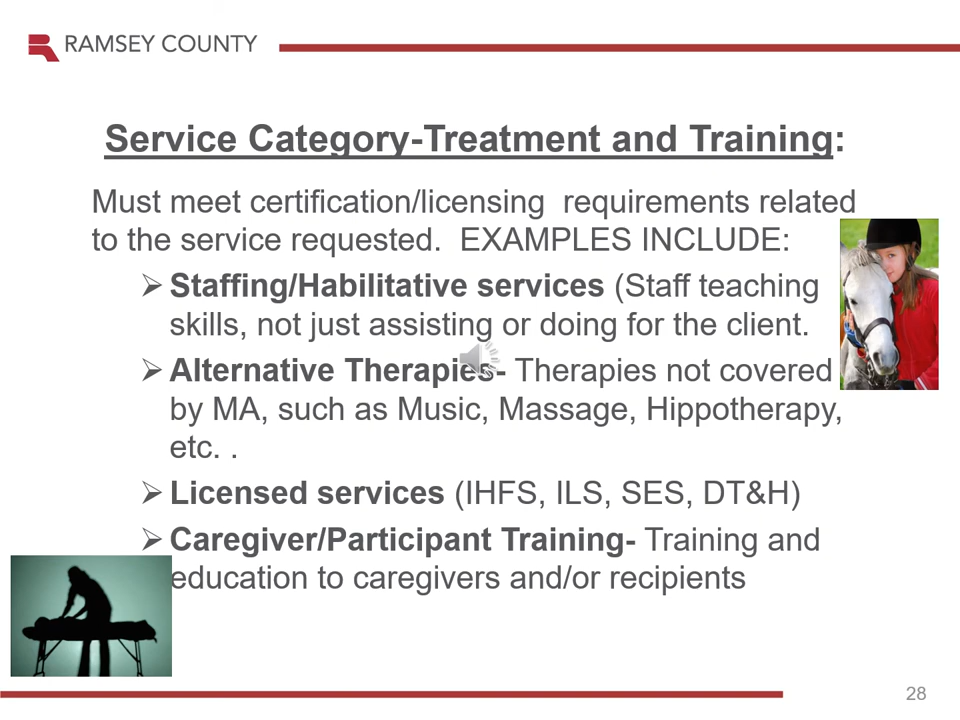 RAMSEY COUNTY
Service Category-Treatment and Training:
Must meet certification/licensing requirements related
to the service requested. EXAMPLES INCLUDE:
➢ Staffing/Habilitative services (Staff teaching
skills, not just assisting or doing for the client.
➢ Alternative Therapies- Therapies not covered
by MA, such as Music, Massage, Hippotherapy,
etc. .
➢ Licensed services (IHFS, ILS, SES, DT&H)
➢ Caregiver/Participant Training- Training and
education to caregivers and/or recipients
28